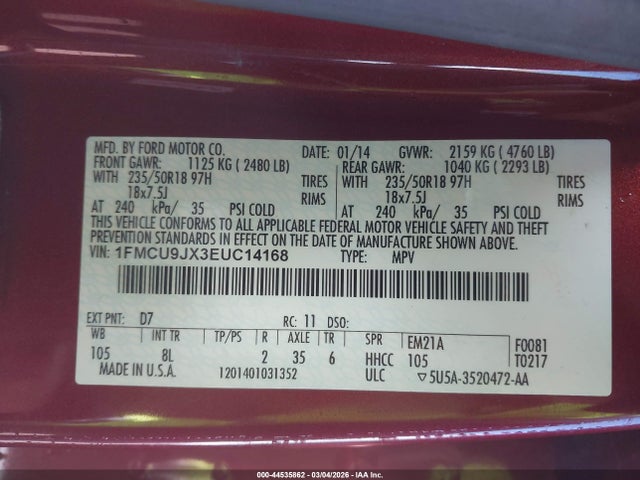 MFD. BY FORD MOTOR CO. DATE: 01/14 GVWR: 2159 KG ( 4760 LB)
FRONT GAWR: 1125 KG ( 2480 LB) REAR GAWR: 1040 KG ( 2293 LB)
WITH 235/50R18 97H TIRES WITH 235/50R18 97H TIRES
18x7.5J RIMS 18x7.5J RIMS
AT 240 kPa/ 35 PSI COLD AT 240 kPa/ 35 PSI COLD
THIS VEHICLE CONFORMS TO ALL APPLICABLE FEDERAL MOTOR VEHICLE SAFETY AND THEFT
PREVENTION STANDARDS IN EFFECT ON THE DATE OF MANUFACTURE SHOWN ABOVE.
VIN: 1FMCU9JX3EUC14168 TYPE: MPV
EXT PNT: D7 RC: 11 DSO:
WB INT TR TP/PS R AXLE TR SPR EM21A F0081
105 8L 2 35 6 HHCC 105 T0217
MADE IN U.S.A. 1201401031352 ULC ▽5U5A-3520472-AA
000-44535862 - 03/04/2026 - IAA Inc.